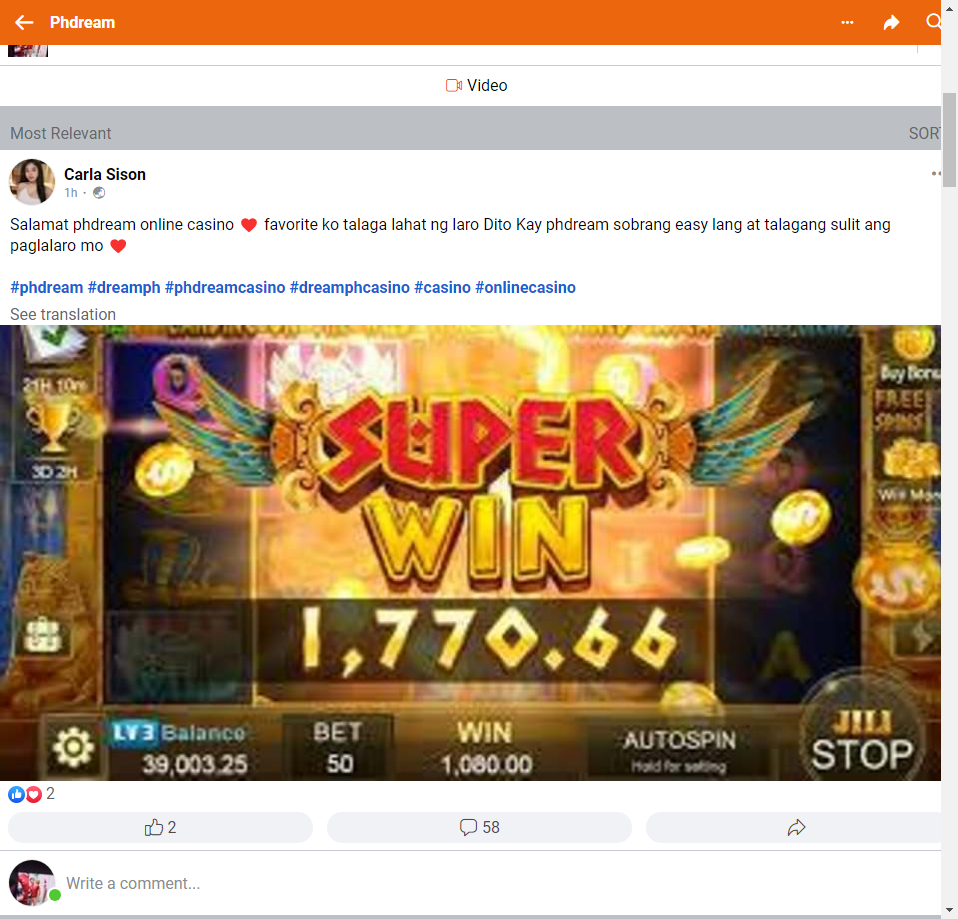 Phdream
Video
Most Relevant
SORT
Carla Sison
1h ·
Salamat phdream online casino ♥ favorite ko talaga lahat ng laro Dito Kay phdream sobrang easy lang at talagang sulit ang
paglalaro mo ♥
#phdream #dreamph #phdreamcasino #dreamphcasino #casino #onlinecasino
See translation
21H 10m
3D 2H
SUPER
WIN
1,770.66
Buy Bonu
FREE
SPINS
Win More
LV3 Balance
39,003.25
BET
50
WIN
1,080.00
AUTOSPIN
Hold for setting
JILI
STOP
2
2
58
Write a comment...